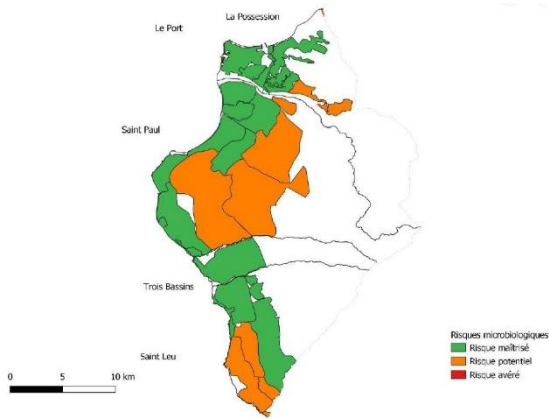 La Possession
Le Port
Saint Paul
Trois Bassins
Saint Leu
Risques microbiologiques
Risque maîtrisé
Risque potentiel
Risque avéré
0 5 10 km